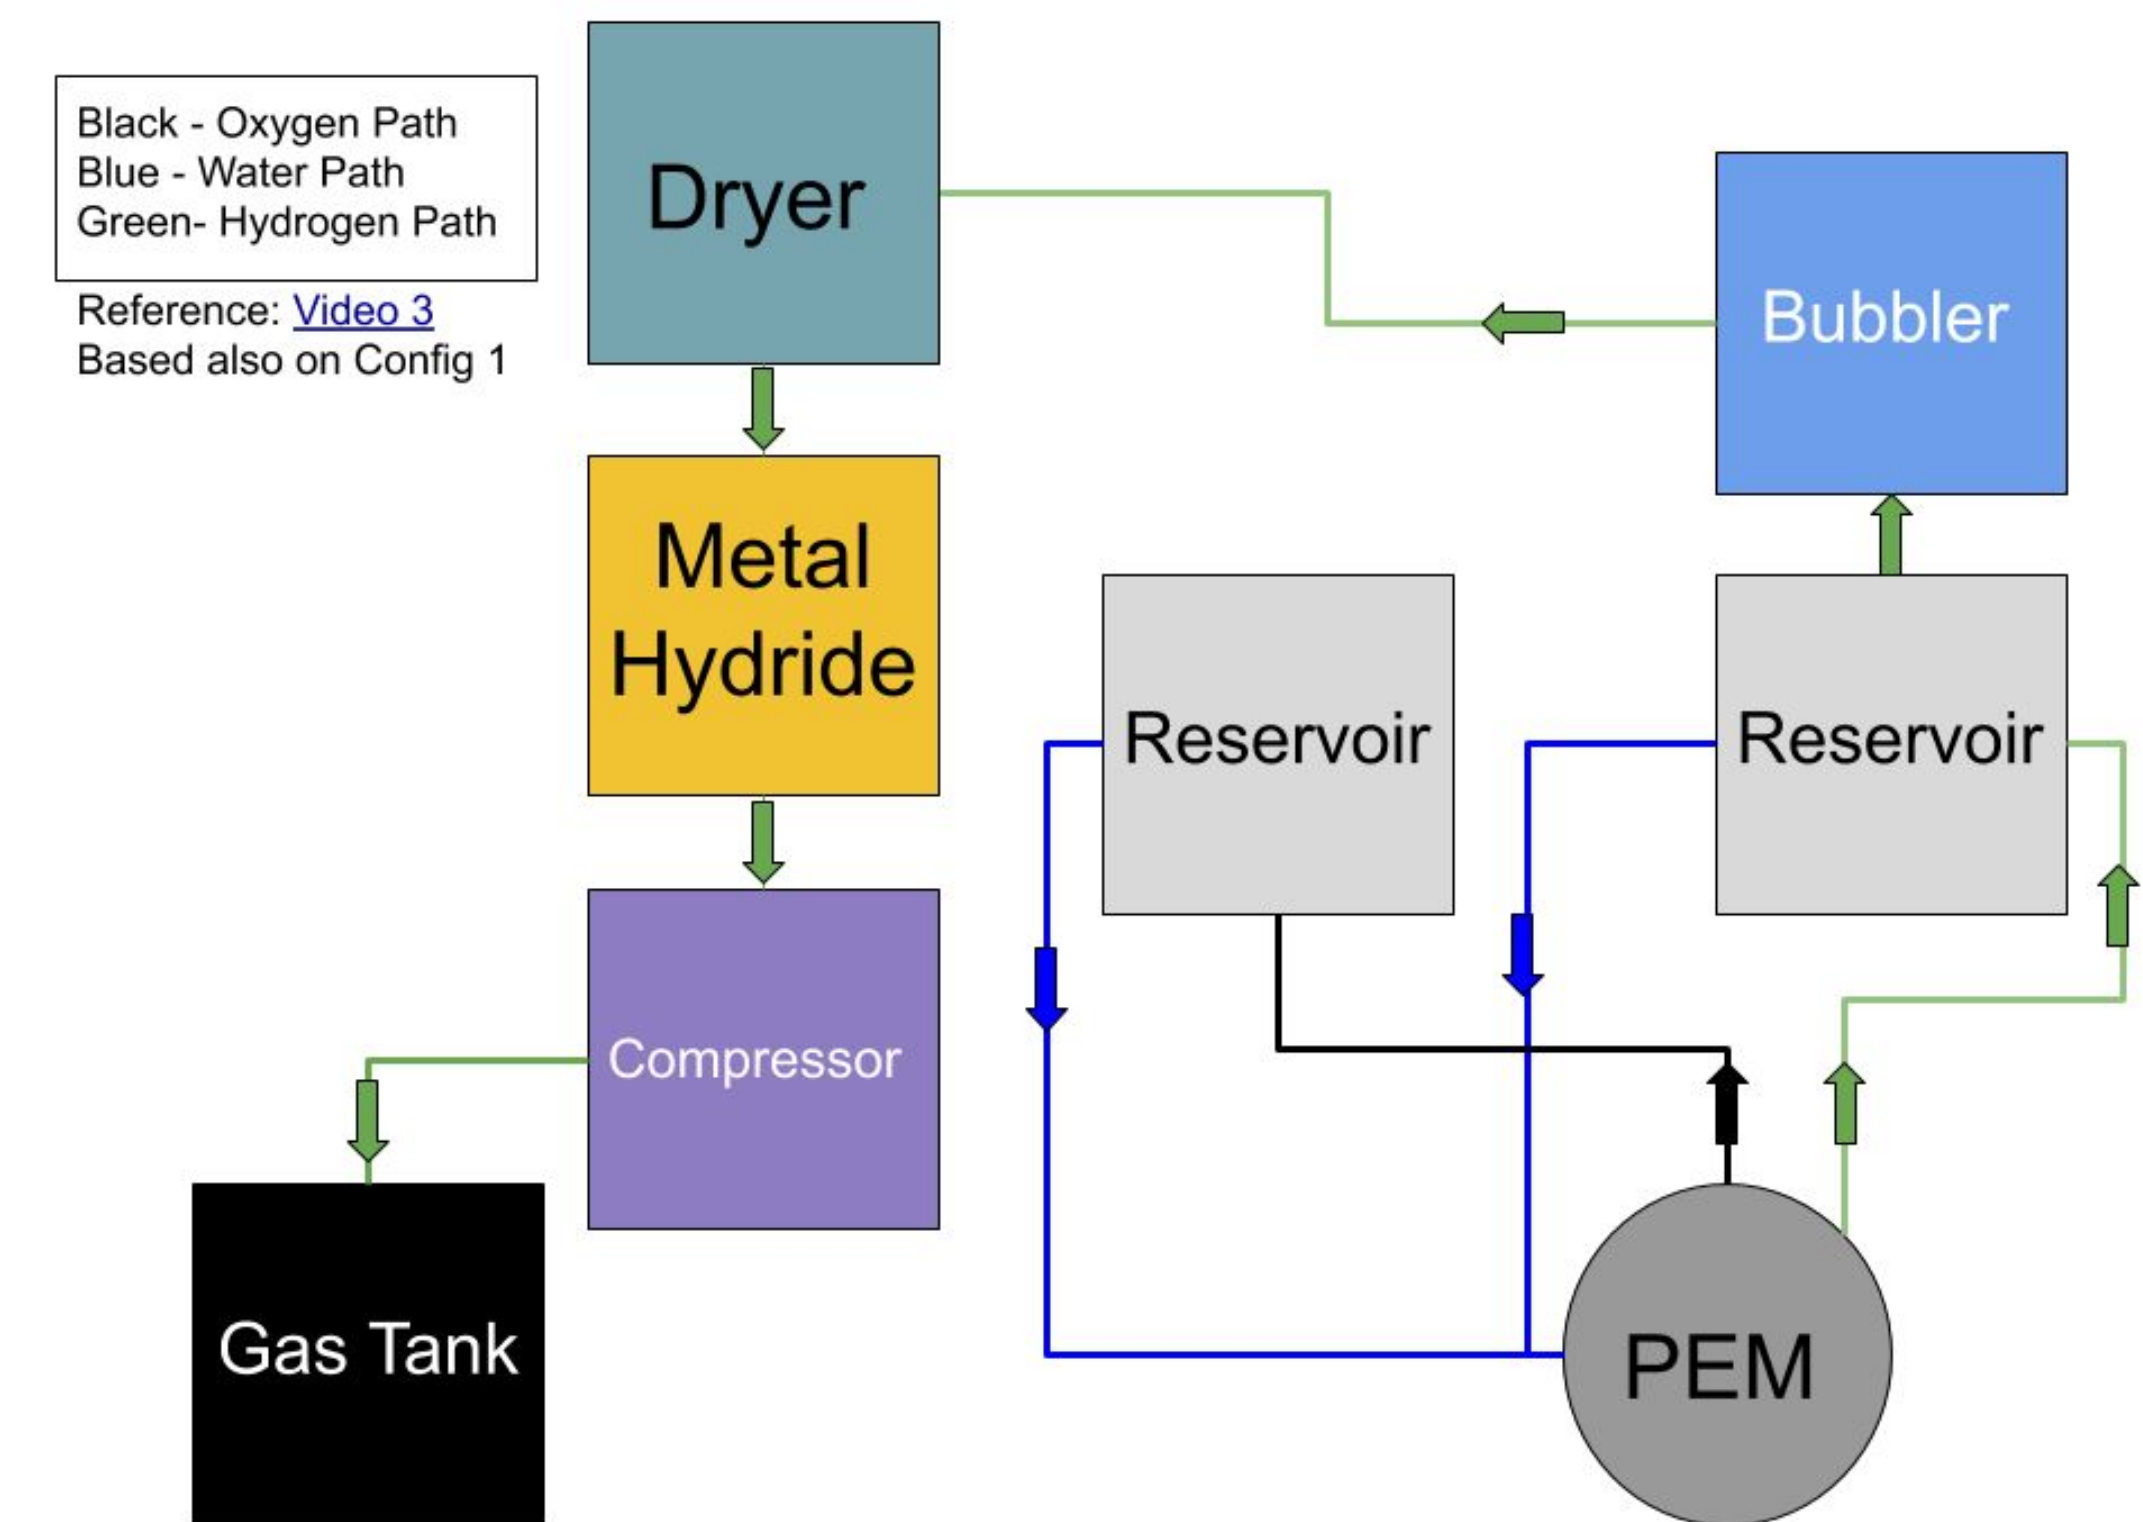 Black - Oxygen Path
Blue - Water Path
Green- Hydrogen Path
Reference: Video 3
Based also on Config 1
Dryer
Bubbler
Metal
Hydride
Reservoir
Reservoir
Compressor
Gas Tank
PEM